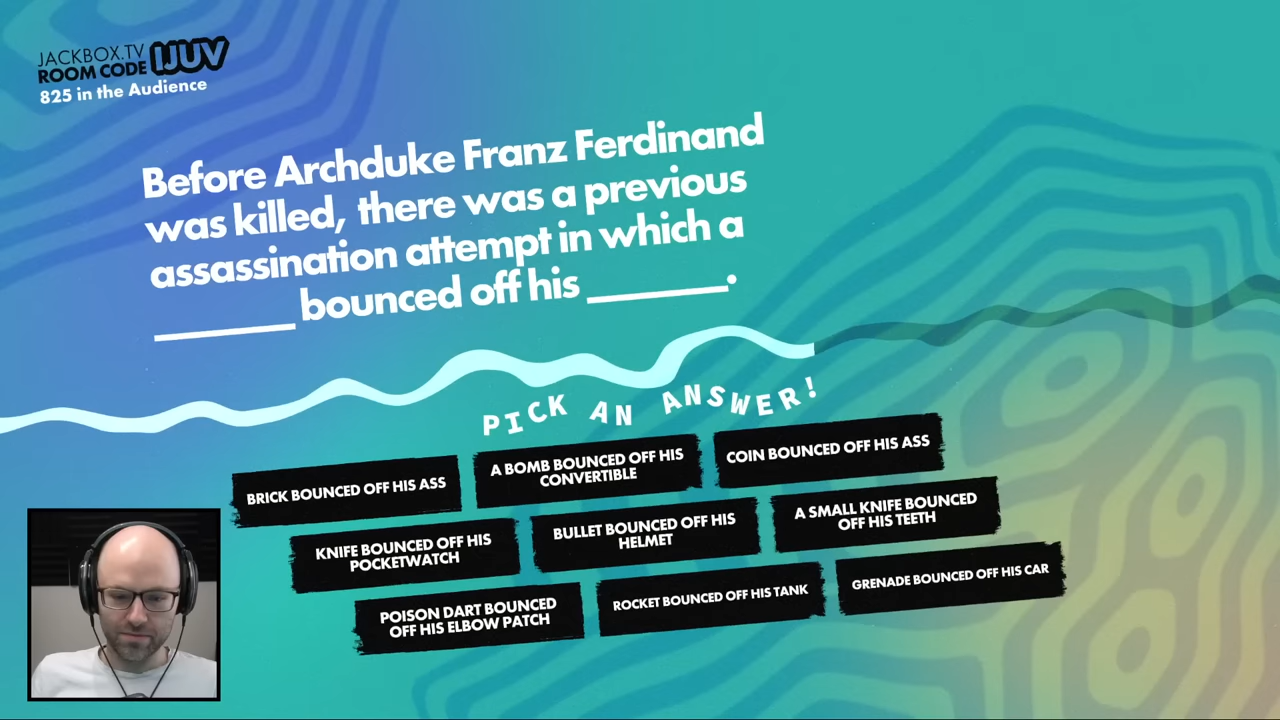 JACKBOX.TV
ROOM CODE IJUV
825 in the Audience
Before Archduke Franz Ferdinand
was killed, there was a previous
assassination attempt in which a
________ bounced off his ________.
PICK AN ANSWER!
BRICK BOUNCED OFF HIS ASS
A BOMB BOUNCED OFF HIS
CONVERTIBLE
COIN BOUNCED OFF HIS ASS
KNIFE BOUNCED OFF HIS
POCKETWATCH
BULLET BOUNCED OFF HIS
HELMET
A SMALL KNIFE BOUNCED
OFF HIS TEETH
POISON DART BOUNCED
OFF HIS ELBOW PATCH
ROCKET BOUNCED OFF HIS TANK
GRENADE BOUNCED OFF HIS CAR